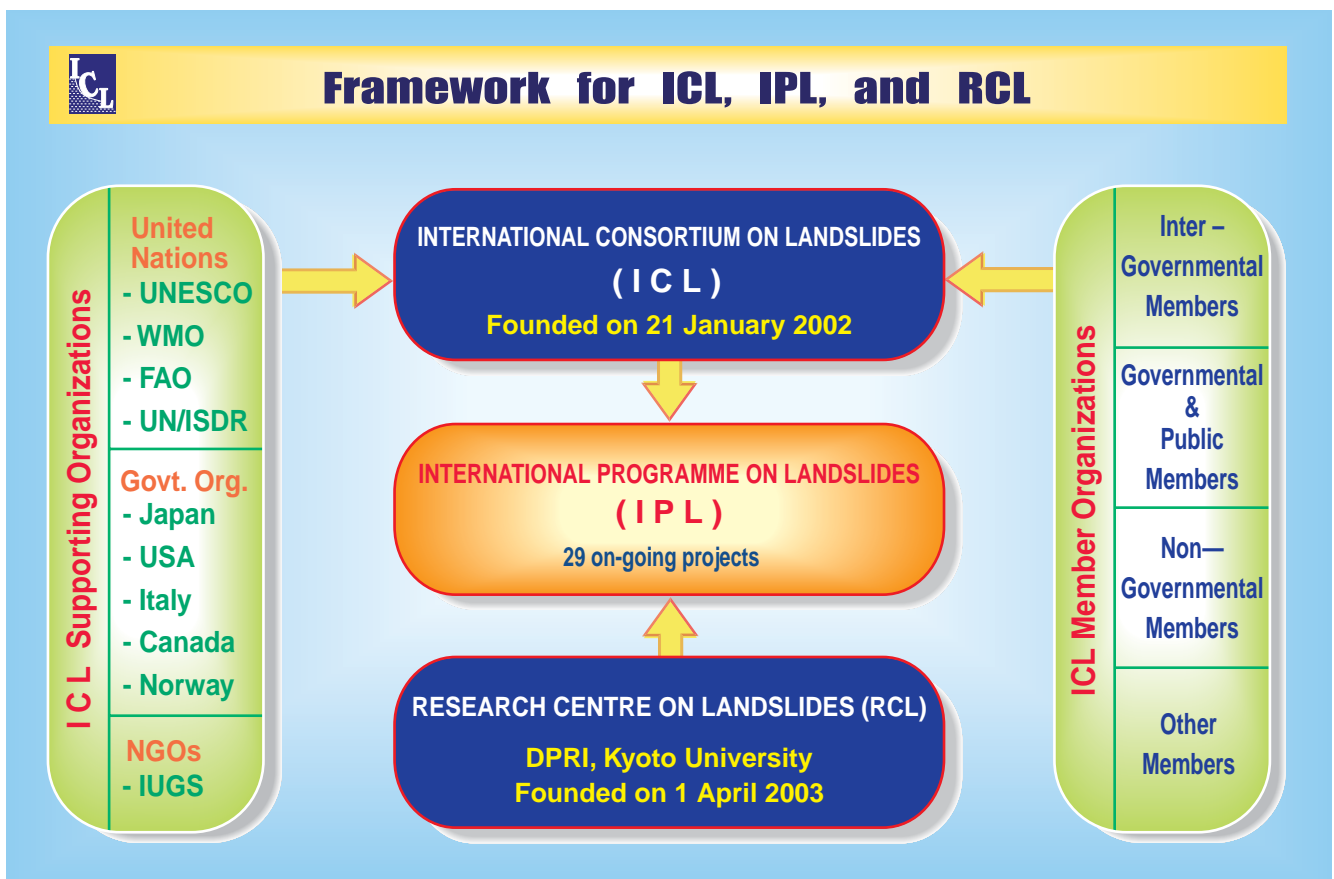 ICL
Framework for ICL, IPL, and RCL
ICL Supporting Organizations
United
Nations
- UNESCO
- WMO
- FAO
- UN/ISDR
Govt. Org.
- Japan
- USA
- Italy
- Canada
- Norway
NGOs
- IUGS
INTERNATIONAL CONSORTIUM ON LANDSLIDES
( I C L )
Founded on 21 January 2002
INTERNATIONAL PROGRAMME ON LANDSLIDES
( I P L )
29 on-going projects
RESEARCH CENTRE ON LANDSLIDES (RCL)
DPRI, Kyoto University
Founded on 1 April 2003
ICL Member Organizations
Inter –
Governmental
Members
Governmental
&
Public
Members
Non—
Governmental
Members
Other
Members